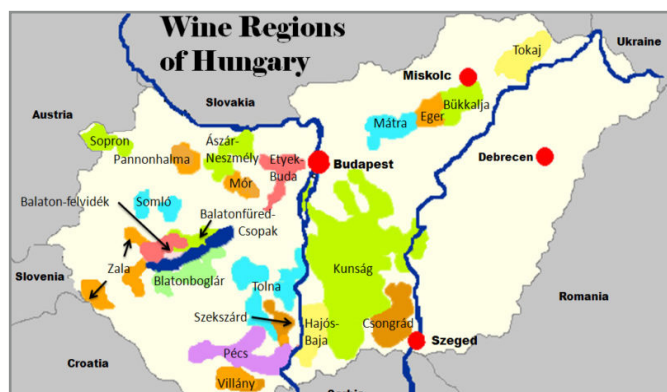 Wine Regions
of Hungary
Ukraine
Tokaj
Miskolc
Slovakia
Austria
Bükkalja
Eger
Mátra
Sopron
Ászár-
Neszmély
Pannonhalma
Etyek-
Buda
Budapest
Debrecen
Mór
Somló
Balaton-felvidék
Balatonfüred-
Csopak
Slovenia
Zala
Blatonboglár
Kunság
Tolna
Romania
Szekszárd
Hajós-
Baja
Csongrád
Szeged
Croatia
Pécs
Villány